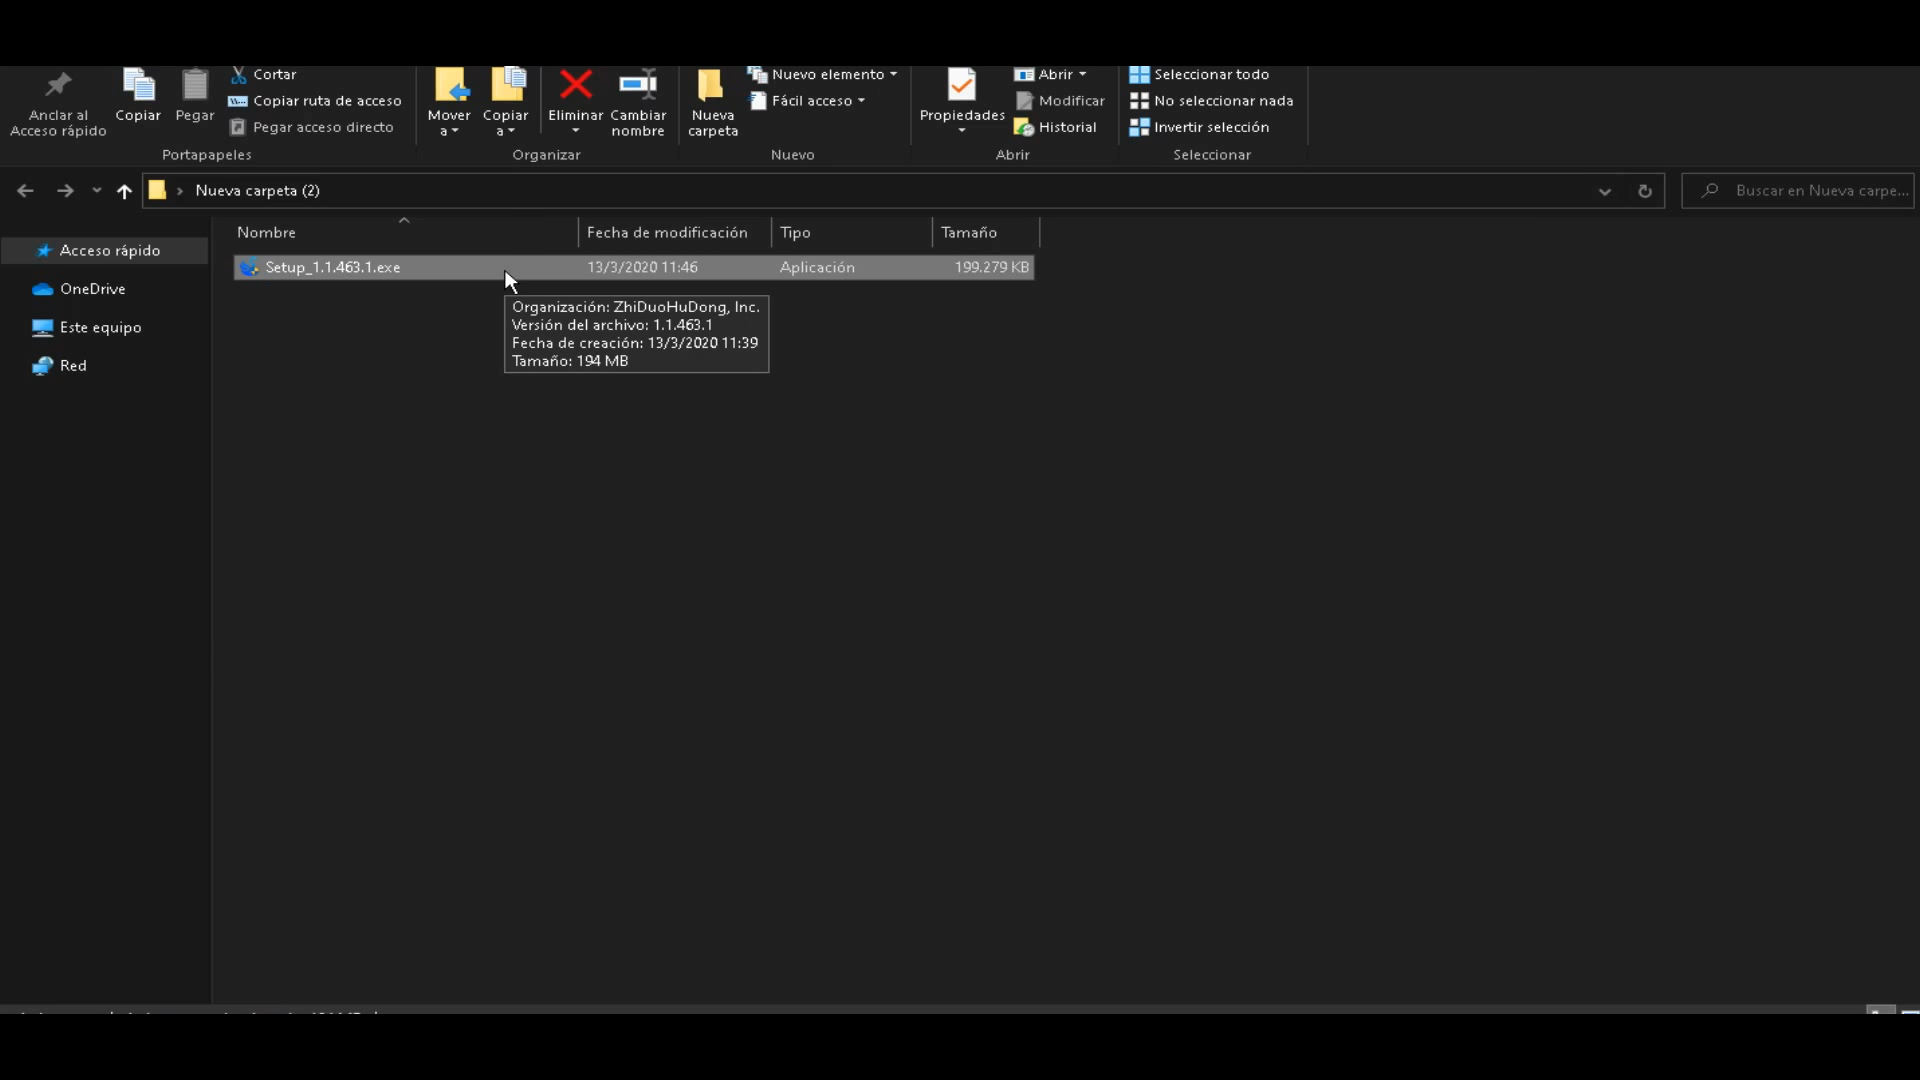 Cortar
Copiar ruta de acceso
Pegar acceso directo
Anclar al
Acceso rápido
Copiar
Pegar
Portapapeles
Mover
a
Copiar
a
Eliminar
Cambiar
nombre
Organizar
Nueva
carpeta
Nuevo elemento
Fácil acceso
Nuevo
Propiedades
Abrir
Modificar
Historial
Abrir
Seleccionar todo
No seleccionar nada
Invertir selección
Seleccionar
Nueva carpeta (2)
Buscar en Nueva carpe...
Acceso rápido
OneDrive
Este equipo
Red
Nombre Fecha de modificación Tipo Tamaño
Setup_1.1.463.1.exe 13/3/2020 11:46 Aplicación 199.279 KB
Organización: ZhiDuoHuDong, Inc.
Versión del archivo: 1.1.463.1
Fecha de creación: 13/3/2020 11:39
Tamaño: 194 MB